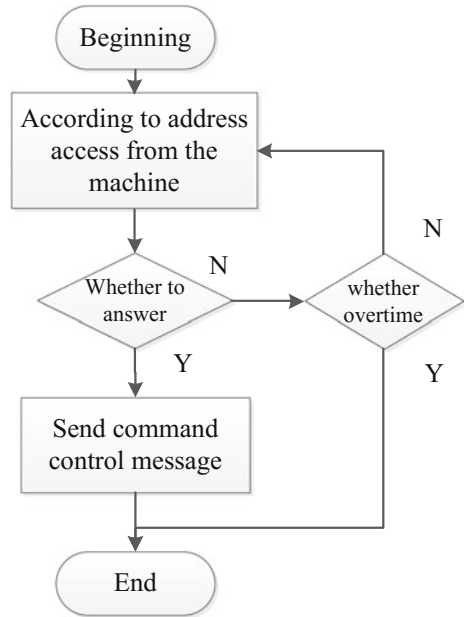 Beginning
According to address
access from the
machine
N
N
Whether to
answer
whether
overtime
Y
Y
Send command
control message
End